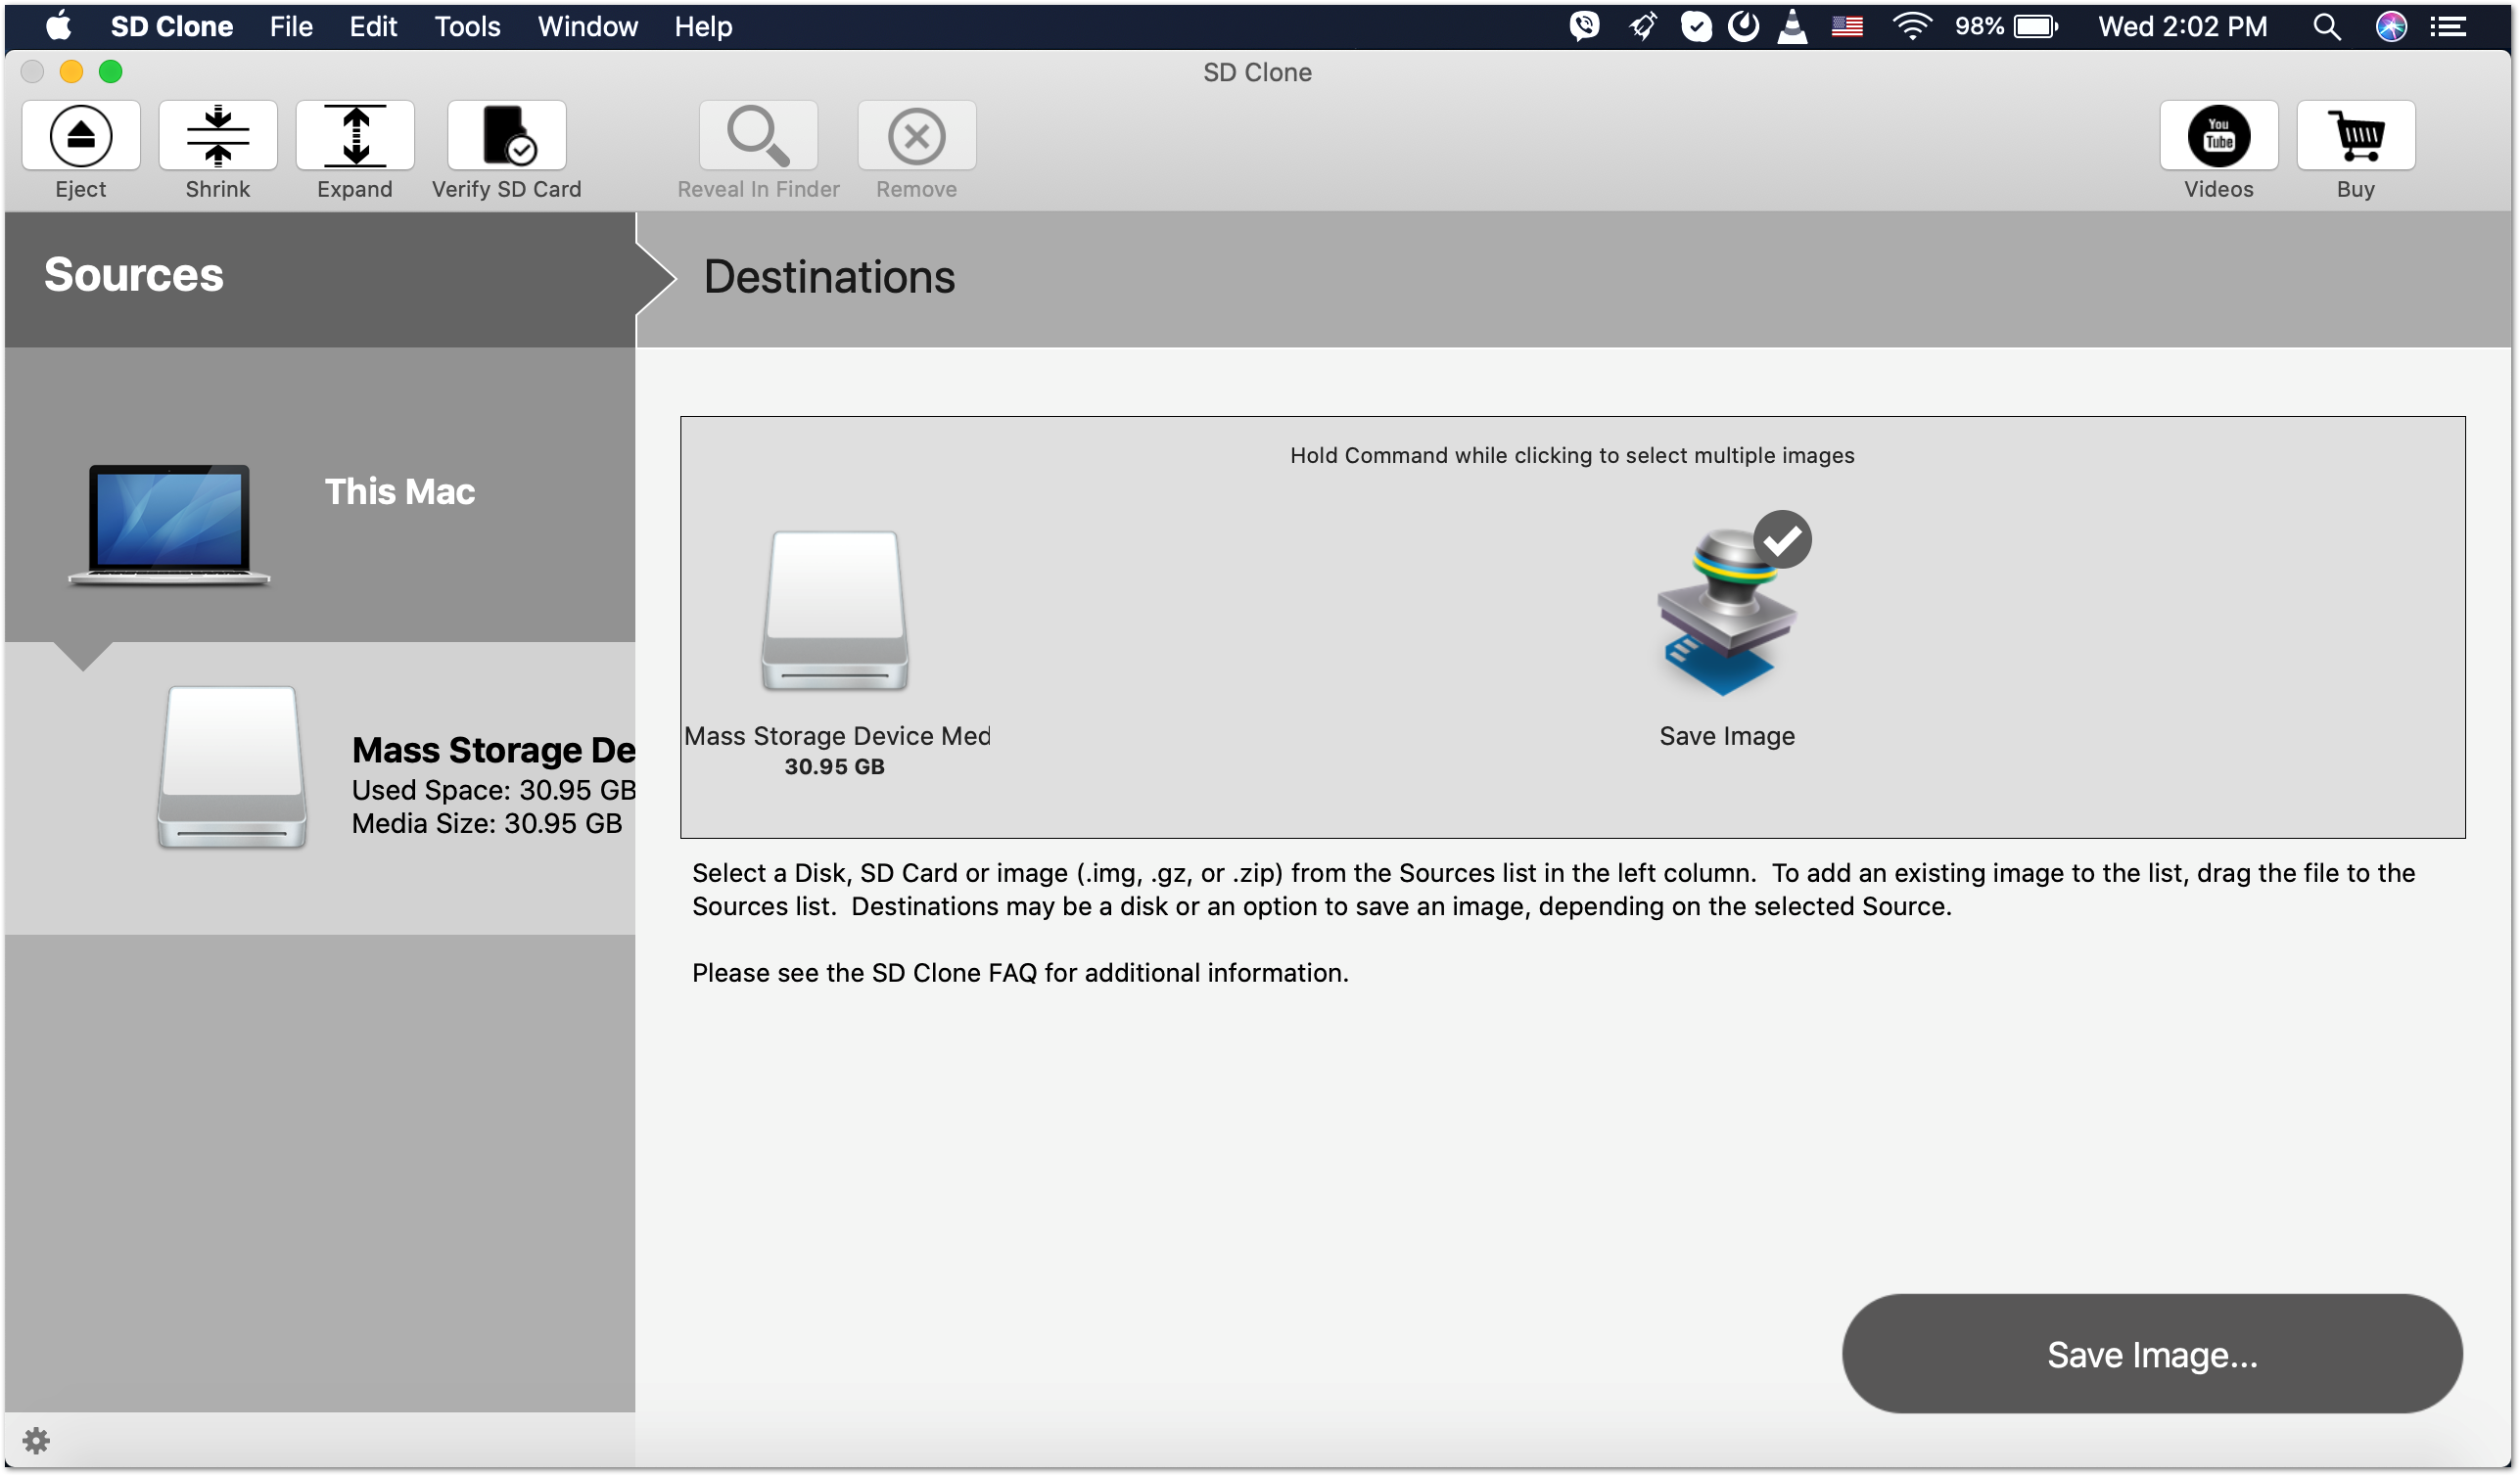 SD Clone File Edit Tools Window Help 98% Wed 2:02 PM
SD Clone
You
Tube
Eject Shrink Expand Verify SD Card Reveal In Finder Remove Videos Buy
Sources
Destinations
This Mac
Mass Storage De
Used Space: 30.95 GB
Media Size: 30.95 GB
Hold Command while clicking to select multiple images
Mass Storage Device Med
30.95 GB
Save Image
Select a Disk, SD Card or image (.img, .gz, or .zip) from the Sources list in the left column.  To add an existing image to the list, drag the file to the
Sources list.  Destinations may be a disk or an option to save an image, depending on the selected Source.
Please see the SD Clone FAQ for additional information.
Save Image...